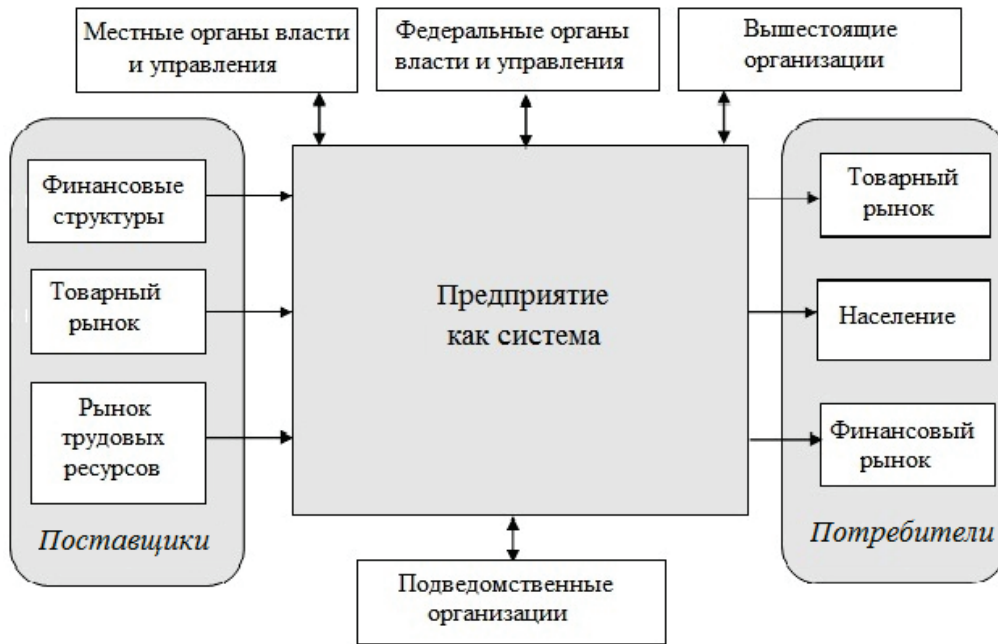 Местные органы власти
и управления
Федеральные органы
власти и управления
Вышестоящие
организации
Финансовые
структуры
Товарный
рынок
Рынок
трудовых
ресурсов
Поставщики
Предприятие
как система
Товарный
рынок
Население
Финансовый
рынок
Потребители
Подведомственные
организации